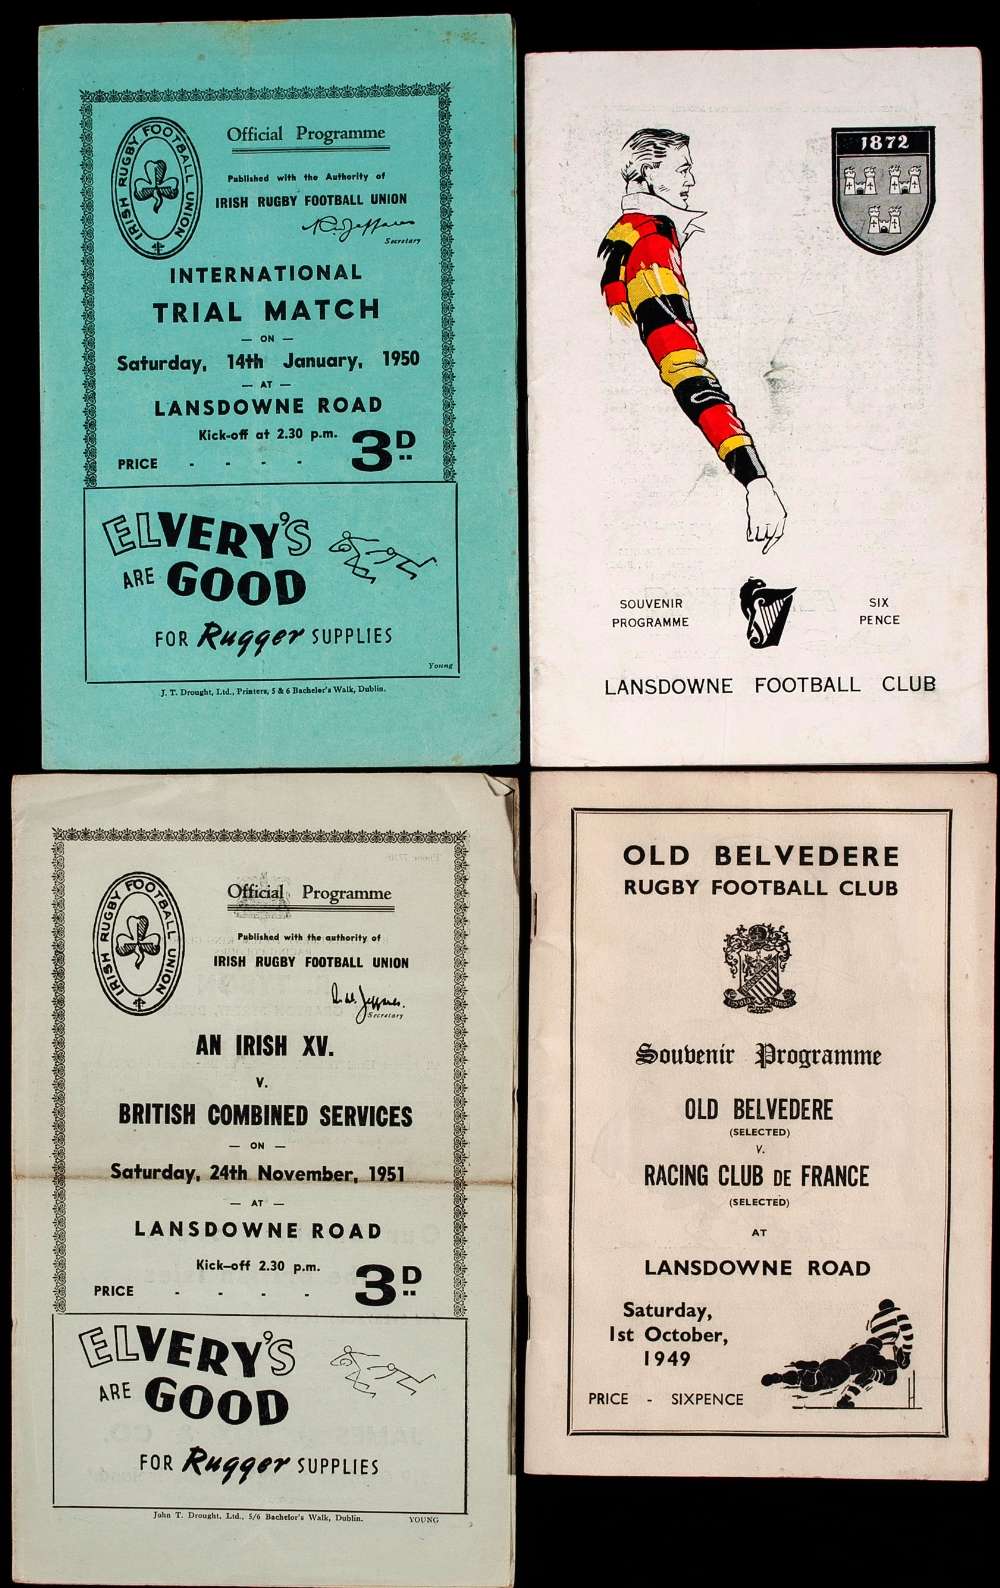 IRISH RUGBY FOOTBALL UNION
Official Programme
Published with the Authority of
IRISH RUGBY FOOTBALL UNION
Secretary
INTERNATIONAL
TRIAL MATCH
— ON —
Saturday, 14th January, 1950
— AT —
LANSDOWNE ROAD
Kick-off at 2.30 p.m.
PRICE - - - - 3D
ELVERY'S
ARE GOOD
FOR Rugger SUPPLIES
Young
J. T. Drought, Ltd., Printers, 5 & 6 Bachelor's Walk, Dublin.
1872
SOUVENIR
PROGRAMME
SIX
PENCE
LANSDOWNE FOOTBALL CLUB
IRISH RUGBY FOOTBALL UNION
Official Programme
Published with the authority of
IRISH RUGBY FOOTBALL UNION
Secretary
AN IRISH XV.
V.
BRITISH COMBINED SERVICES
— ON —
Saturday, 24th November, 1951
— AT —
LANSDOWNE ROAD
Kick-off 2.30 p.m.
PRICE - - - - 3D
ELVERY'S
ARE GOOD
FOR Rugger SUPPLIES
John T. Drought, Ltd., 5/6 Bachelor's Walk, Dublin.
YOUNG
OLD BELVEDERE
RUGBY FOOTBALL CLUB
Souvenir Programme
OLD BELVEDERE
(SELECTED)
V.
RACING CLUB DE FRANCE
(SELECTED)
AT
LANSDOWNE ROAD
Saturday,
1st October,
1949
PRICE - SIXPENCE